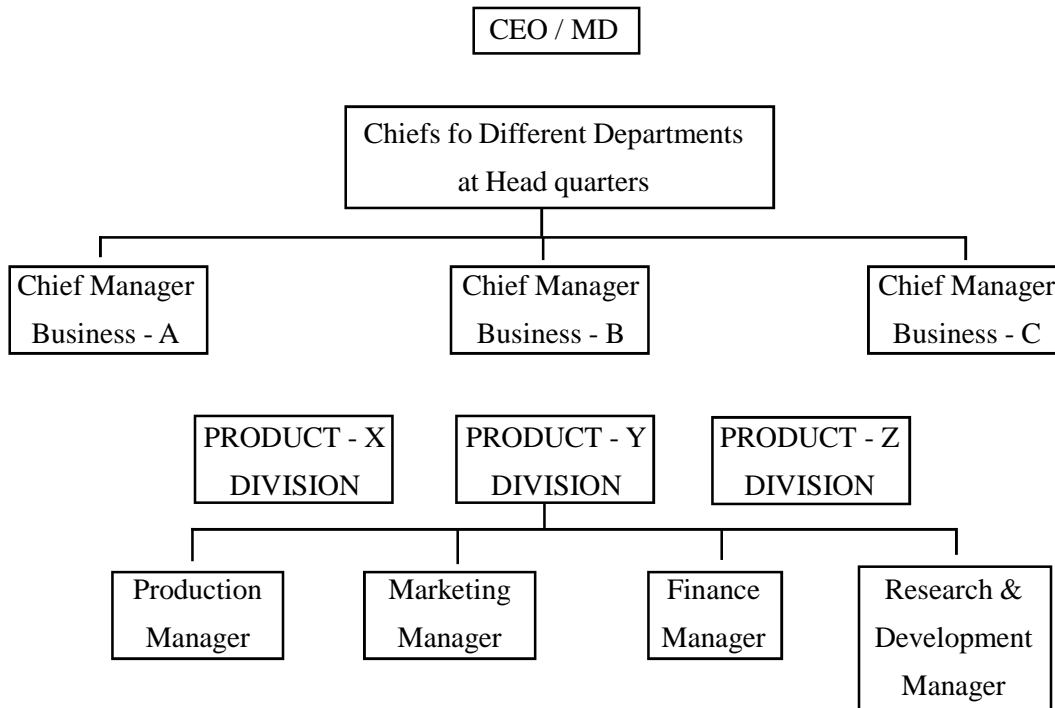 CEO / MD
Chiefs fo Different Departments
at Head quarters
Chief Manager
Business - A
Chief Manager
Business - B
Chief Manager
Business - C
PRODUCT - X
DIVISION
PRODUCT - Y
DIVISION
PRODUCT - Z
DIVISION
Production
Manager
Marketing
Manager
Finance
Manager
Research &
Development
Manager